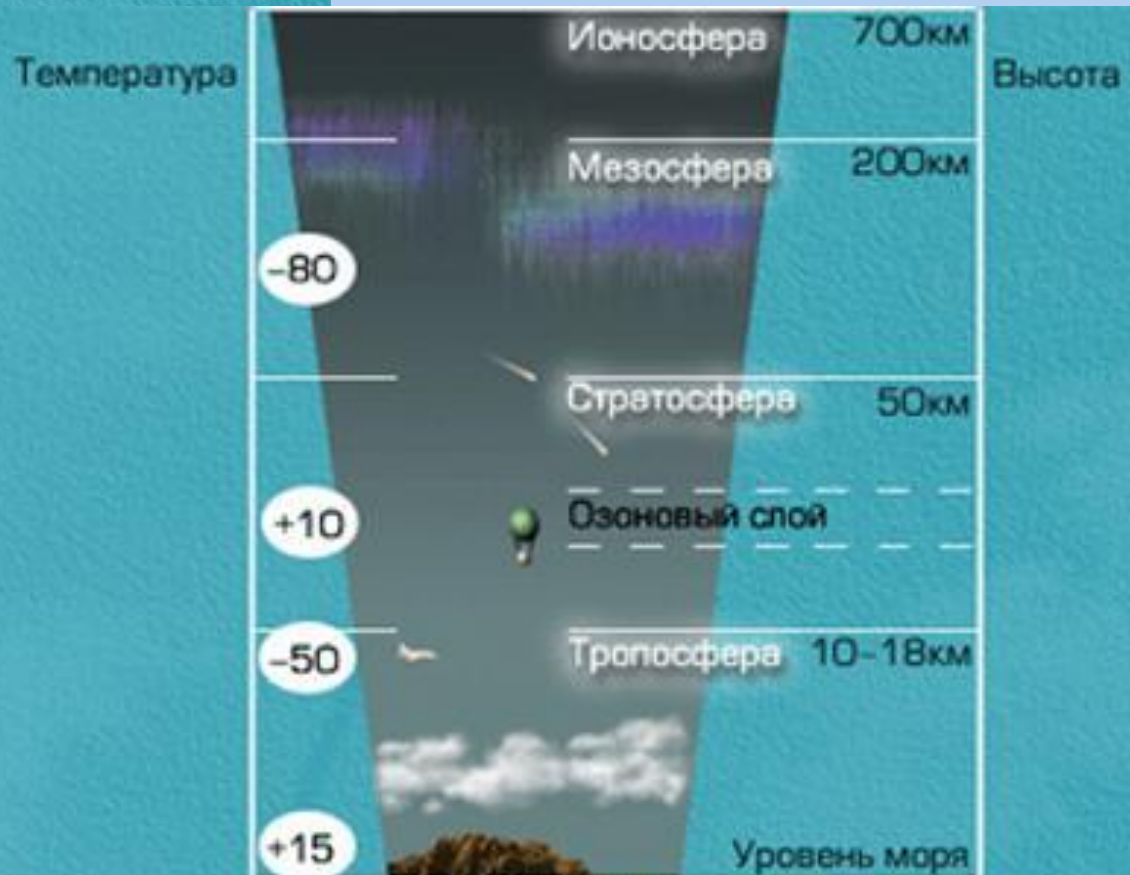 Ионосфера 700км
Температура Высота
Мезосфера 200км
-80
Стратосфера 50км
+10 Озоновый слой
-50 Тропосфера 10-18км
+15 Уровень моря